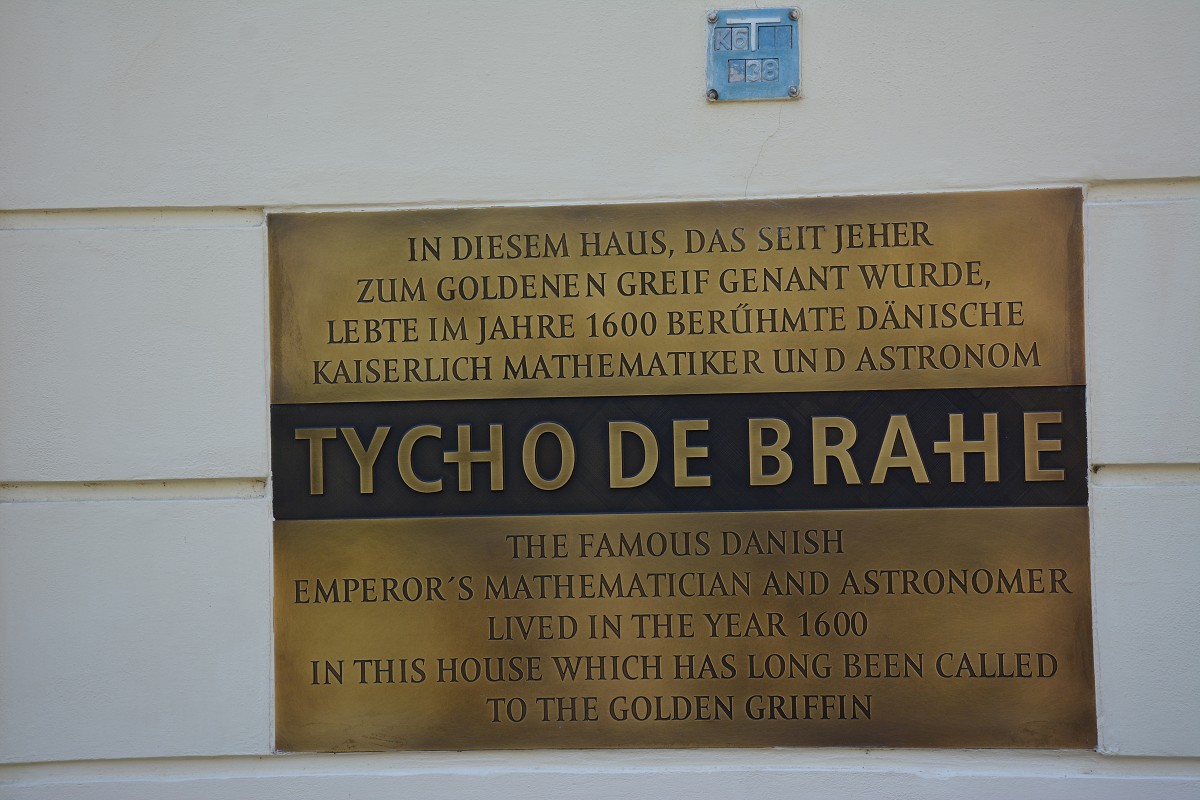 T
K6
38
IN DIESEM HAUS, DAS SEIT JEHER
ZUM GOLDENEN GREIF GENANT WURDE,
LEBTE IM JAHRE 1600 BERŰHMTE DÄNISCHE
KAISERLICH MATHEMATIKER UND ASTRONOM
TYCHO DE BRAHE
THE FAMOUS DANISH
EMPEROR´S MATHEMATICIAN AND ASTRONOMER
LIVED IN THE YEAR 1600
IN THIS HOUSE WHICH HAS LONG BEEN CALLED
TO THE GOLDEN GRIFFIN